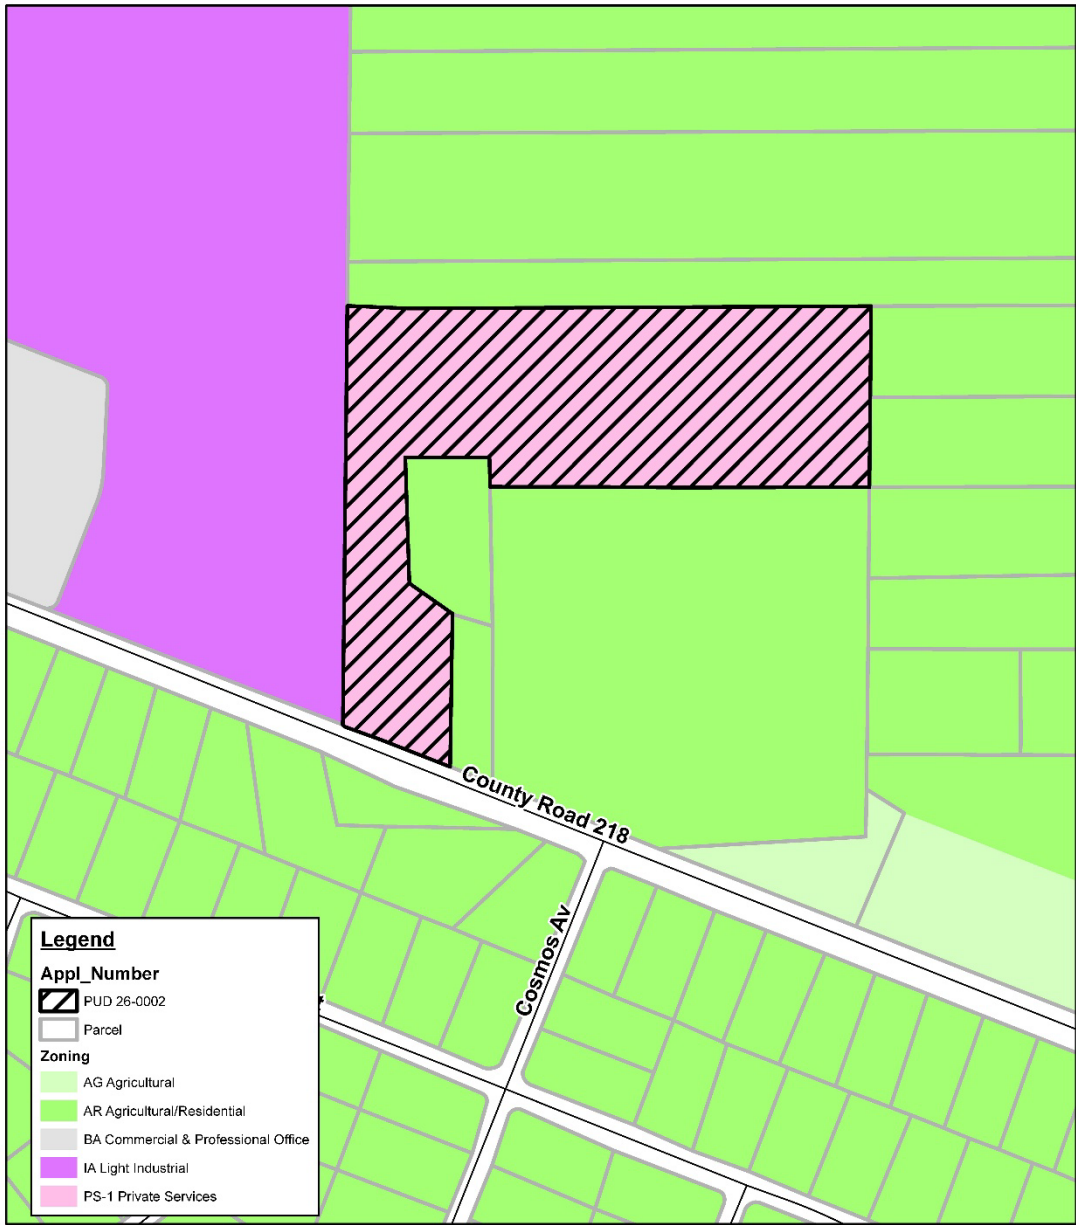 County Road 218
Cosmos Av
Legend
Appl_Number
PUD 26-0002
Parcel
Zoning
AG Agricultural
AR Agricultural/Residential
BA Commercial & Professional Office
IA Light Industrial
PS-1 Private Services